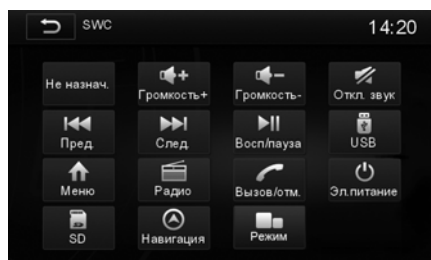 SWC 14:20
Не назнач. Громкость+ Громкость- Откл. звук
Пред. След. Восп/пауза USB
Меню Радио Вызов/отм. Эл.питание
SD Навигация Режим